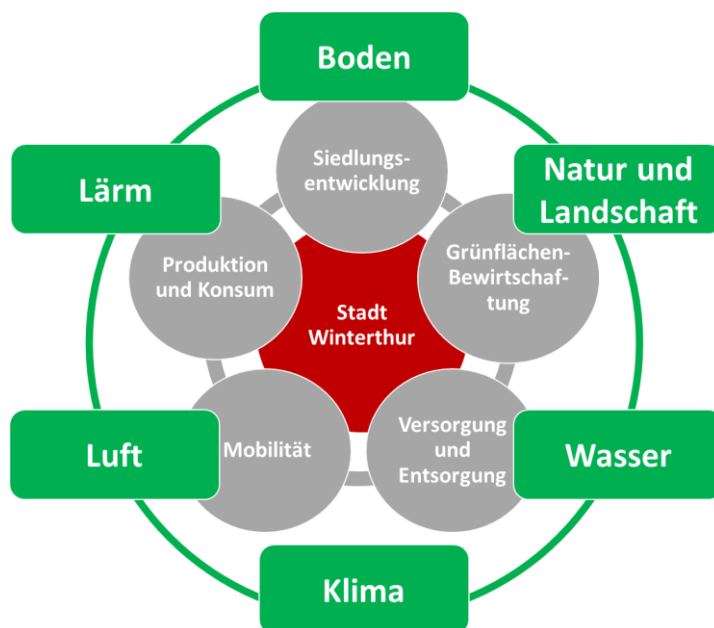 Boden
Siedlungs-
entwicklung
Lärm
Natur und
Landschaft
Produktion
und Konsum
Grünflächen-
Bewirtschaf-
tung
Stadt
Winterthur
Luft
Mobilität
Versorgung
und
Entsorgung
Wasser
Klima